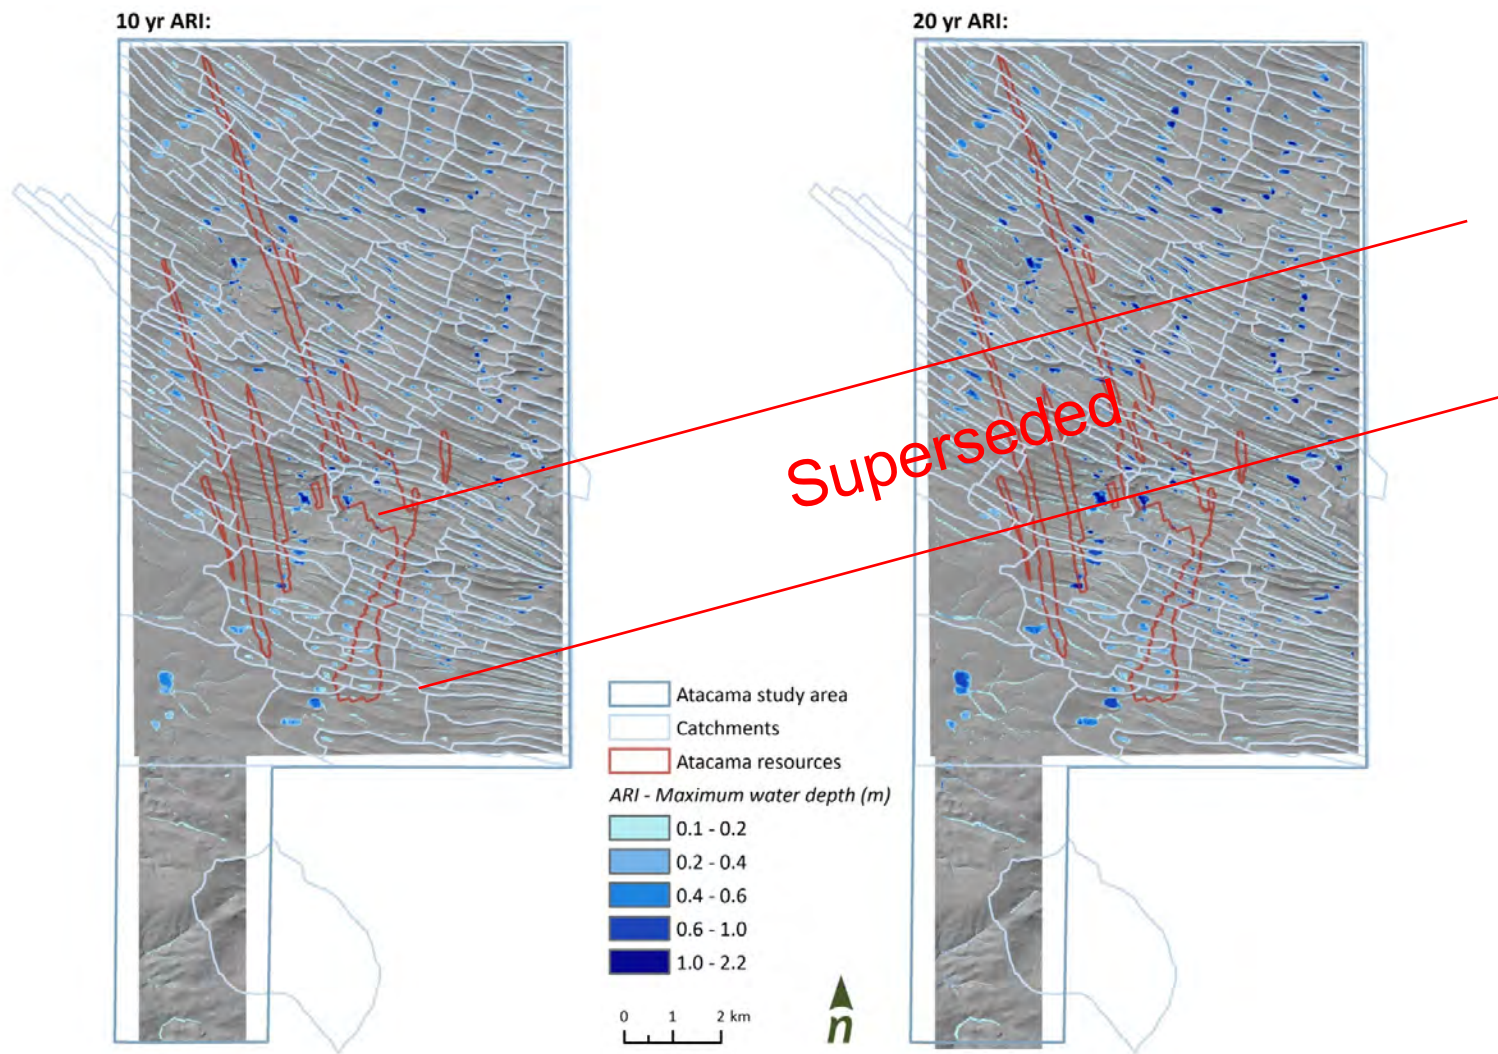 10 yr ARI:
20 yr ARI:
Superseded
Atacama study area
Catchments
Atacama resources
ARI - Maximum water depth (m)
0.1 - 0.2
0.2 - 0.4
0.4 - 0.6
0.6 - 1.0
1.0 - 2.2
0 1 2 km
n